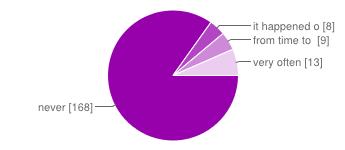 it happened o [8]
from time to [9]
very often [13]
never [168]